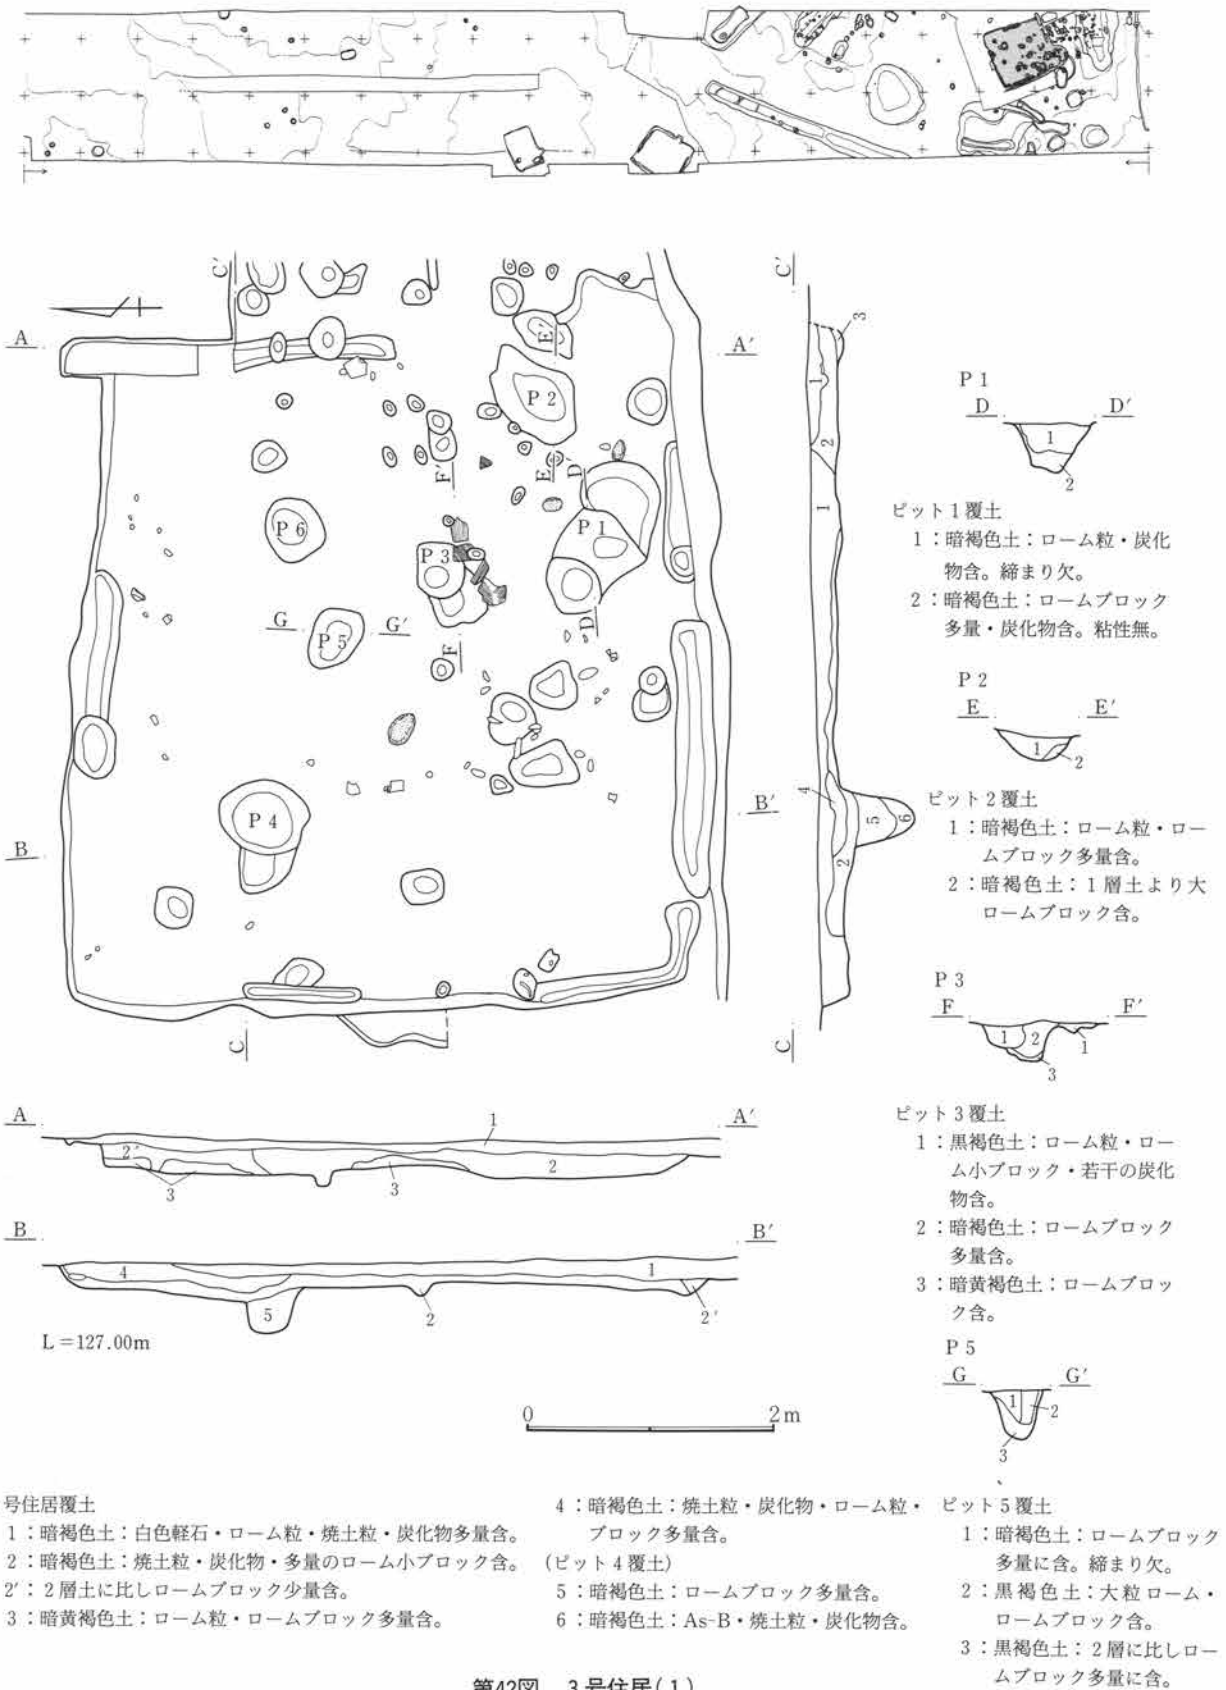 C′
C′
A
A′
3
1
2
1
E′
P 2
F′
E
D′
P 6
P 3
P 1
G
P 5
G′
F
D
P 4
B
B′
4
5
6
2
C
C
P 1
D
D′
1
2
ピット1覆土
1：暗褐色土：ローム粒・炭化
物含。締まり欠。
2：暗褐色土：ロームブロック
多量・炭化物含。粘性無。
P 2
E
E′
1
2
ピット2覆土
1：暗褐色土：ローム粒・ロー
ムブロック多量含。
2：暗褐色土：1層土より大
ロームブロック含。
P 3
F
F′
1
2
1
3
ピット3覆土
1：黒褐色土：ローム粒・ロー
ム小ブロック・若干の炭化
物含。
2：暗褐色土：ロームブロック
多量含。
3：暗黄褐色土：ロームブロッ
ク含。
P 5
G
G′
1
2
3
ピット5覆土
1：暗褐色土：ロームブロック
多量に含。締まり欠。
2：黒褐色土：大粒ローム・
ロームブロック含。
3：黒褐色土：2層に比しロー
ムブロック多量に含。
A
A′
1
2′
2
3
3
B
B′
4
1
5
2
2′
L＝127.00m
0
2m
号住居覆土
1：暗褐色土：白色軽石・ローム粒・焼土粒・炭化物多量含。
2：暗褐色土：焼土粒・炭化物・多量のローム小ブロック含。
2′：2層土に比しロームブロック少量含。
3：暗黄褐色土：ローム粒・ロームブロック多量含。
4：暗褐色土：焼土粒・炭化物・ローム粒・
ブロック多量含。
(ピット4覆土)
5：暗褐色土：ロームブロック多量含。
6：暗褐色土：As-B・焼土粒・炭化物含。
第42図 3号住居(1)